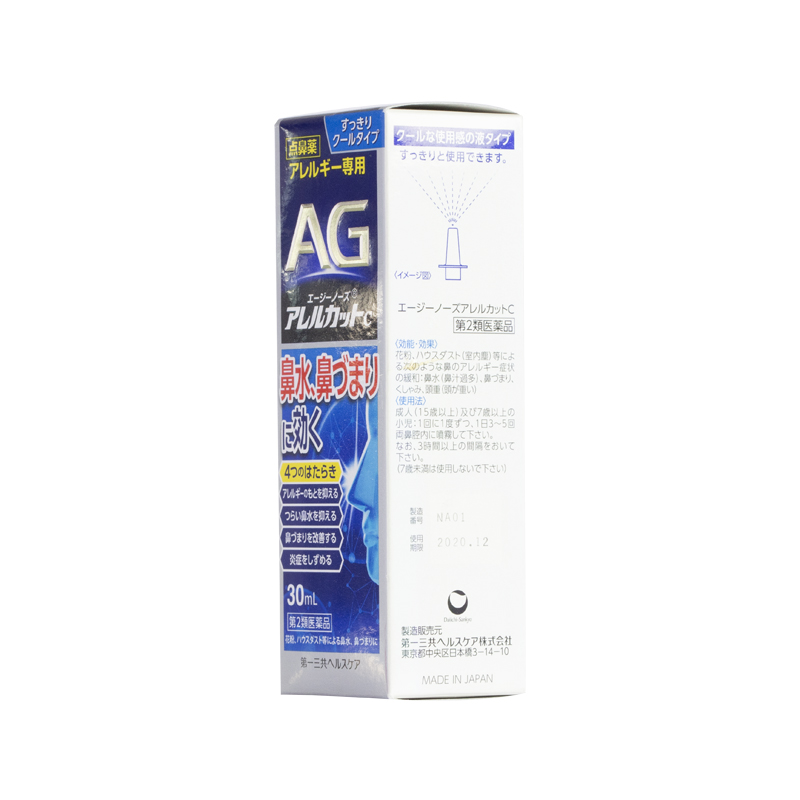 すっきり
クールタイプ
点鼻薬
アレルギー専用
AG
エージーノーズ®
アレルカットC
鼻水、鼻づまり
に効く
4つのはたらき
アレルギーのもとを抑える
つらい鼻水を抑える
鼻づまりを改善する
炎症をしずめる
30mL
第2類医薬品
花粉、ハウスダスト等による鼻水、鼻づまりに
第一三共ヘルスケア
クールな使用感の液タイプ
すっきりと使用できます。
〈イメージ図〉
エージーノーズアレルカットC
第2類医薬品
〈効能・効果〉
花粉、ハウスダスト(室内塵)等によ
る次のような鼻のアレルギー症状
の緩和:鼻水(鼻汁過多)、鼻づまり、
くしゃみ、頭重(頭が重い)
〈使用法〉
成人(15歳以上)及び7歳以上の
小児:1回に1度ずつ、1日3〜5回
両鼻腔内に噴霧して下さい。
なお、3時間以上の間隔をおいて
下さい。
(7歳未満は使用しないで下さい)
製造
番号 NA01
使用
期限 2020.12
Daiichi-Sankyo
製造販売元
第一三共ヘルスケア株式会社
東京都中央区日本橋3-14-10
MADE IN JAPAN